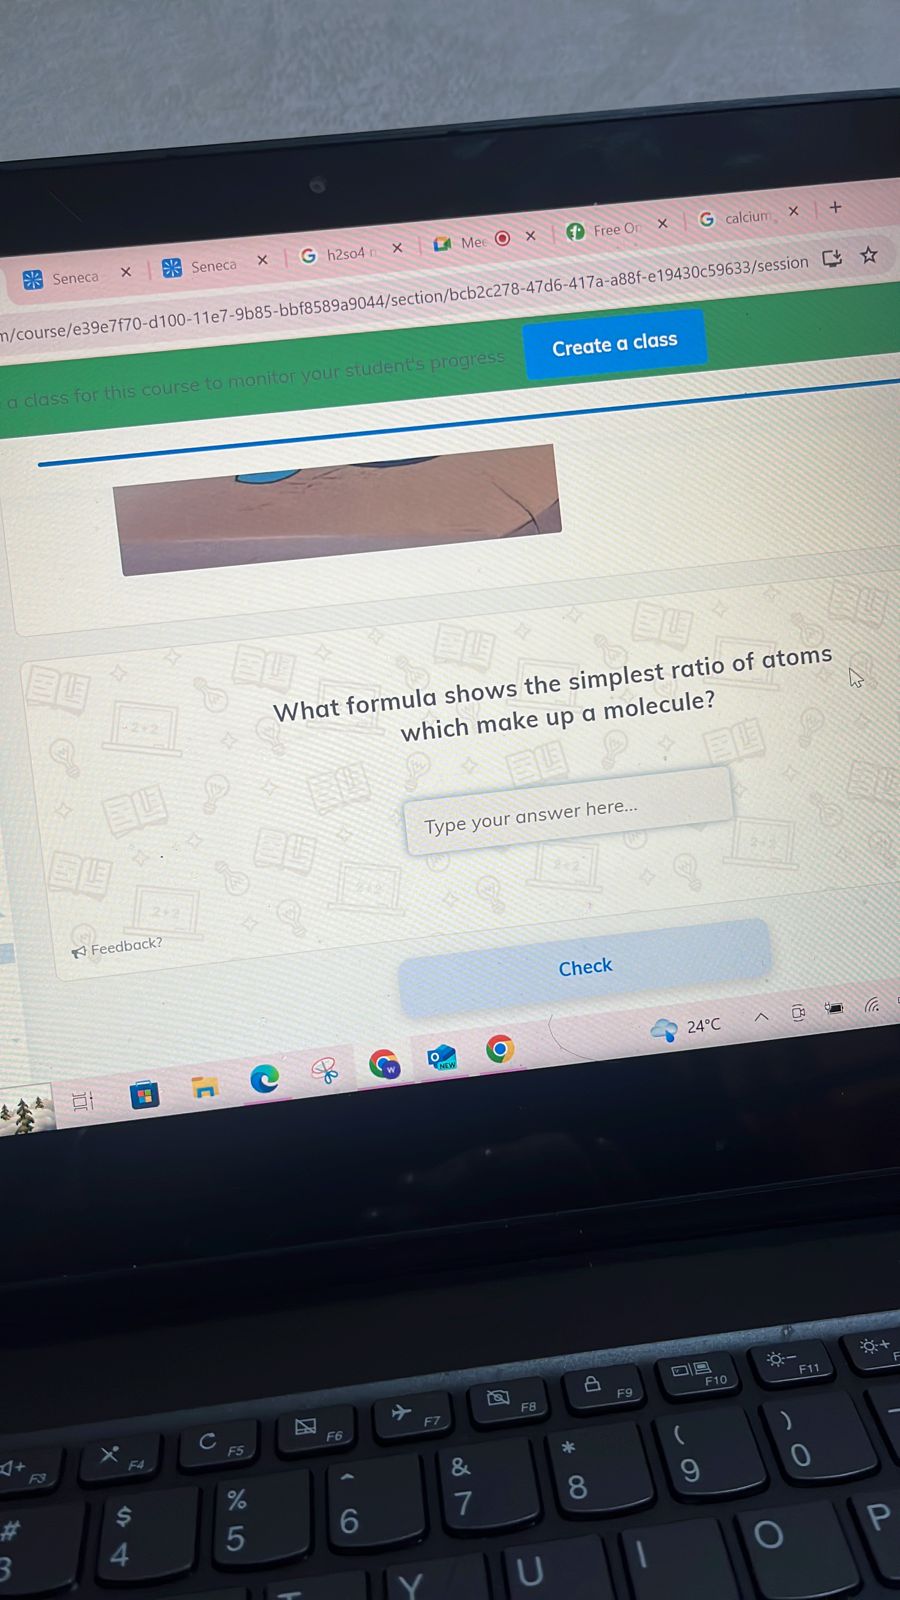 Seneca
Seneca
h2so4
Mee
Free On
calcium
m/course/e39e7f70-d100-11e7-9b85-bbf8589a9044/section/bcb2c278-47d6-417a-a88f-e19430c59633/session
a class for this course to monitor your student's progress
Create a class
What formula shows the simplest ratio of atoms
which make up a molecule?
Type your answer here...
Feedback?
Check
24°C
NEW
W
F3
F4
F5
F6
F7
F8
F9
F10
F11
#
3
$
4
%
5
^
6
&
7
*
8
(
9
)
0
Y
U
I
O
P